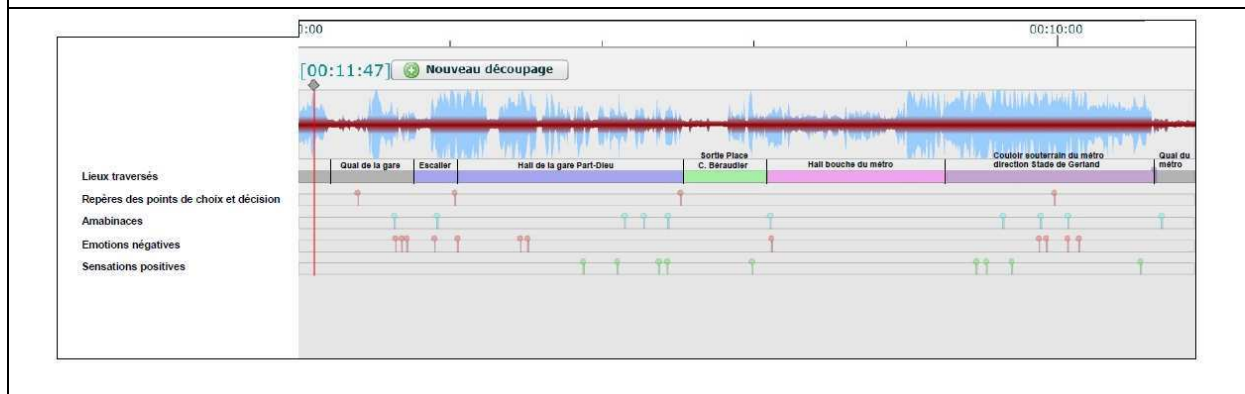 0:00
00:10:00
[00:11:47]
Nouveau découpage
Quai de la gare
Escalier
Hall de la gare Part-Dieu
Sortie Place
C. Béraudier
Hall bouche du métro
Couloir souterrain du métro
direction Stade de Gerland
Quai du
métro
Lieux traversés
Repères des points de choix et décision
Amabinaces
Emotions négatives
Sensations positives